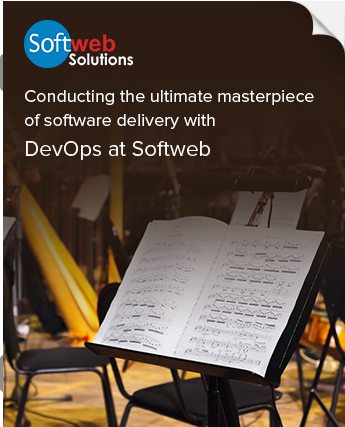 Softweb
Solutions
Conducting the ultimate masterpiece
of software delivery with
DevOps at Softweb